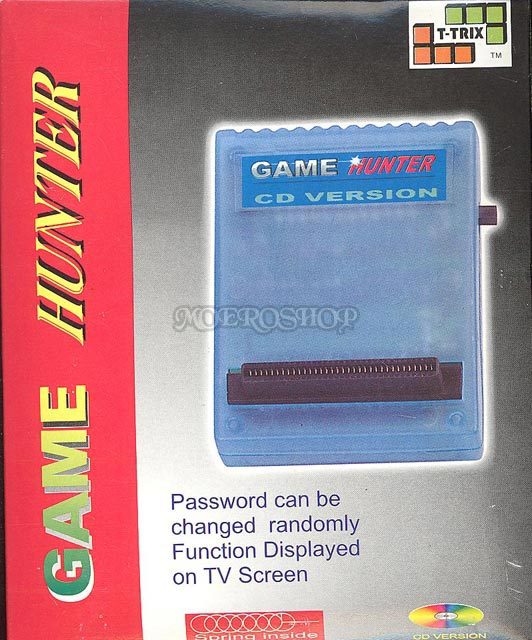 GAME HUNTER
T-TRIX
TM
GAME HUNTER
CD VERSION
MOEROSHOP
Password can be
changed randomly
Function Displayed
on TV Screen
Spring inside
CD VERSION